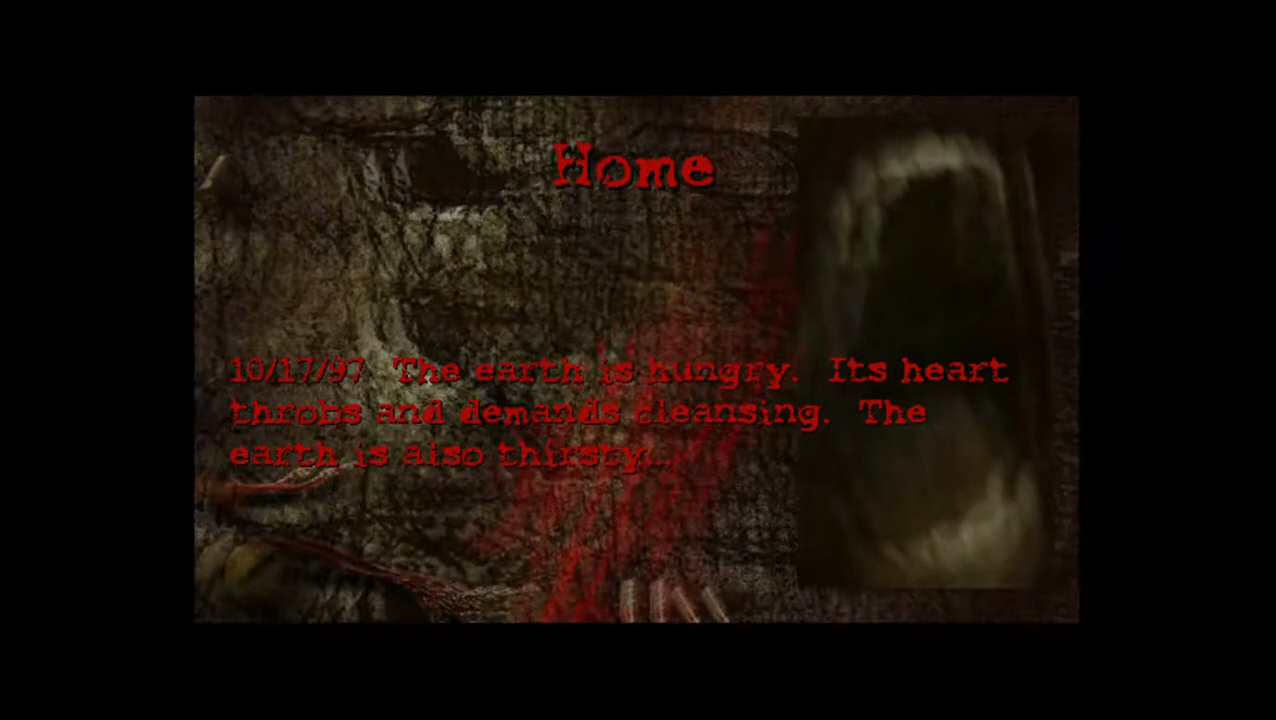 Home
10/17/97  The earth is hungry.  Its heart
throbs and demands cleansing.  The
earth is also thirsty...